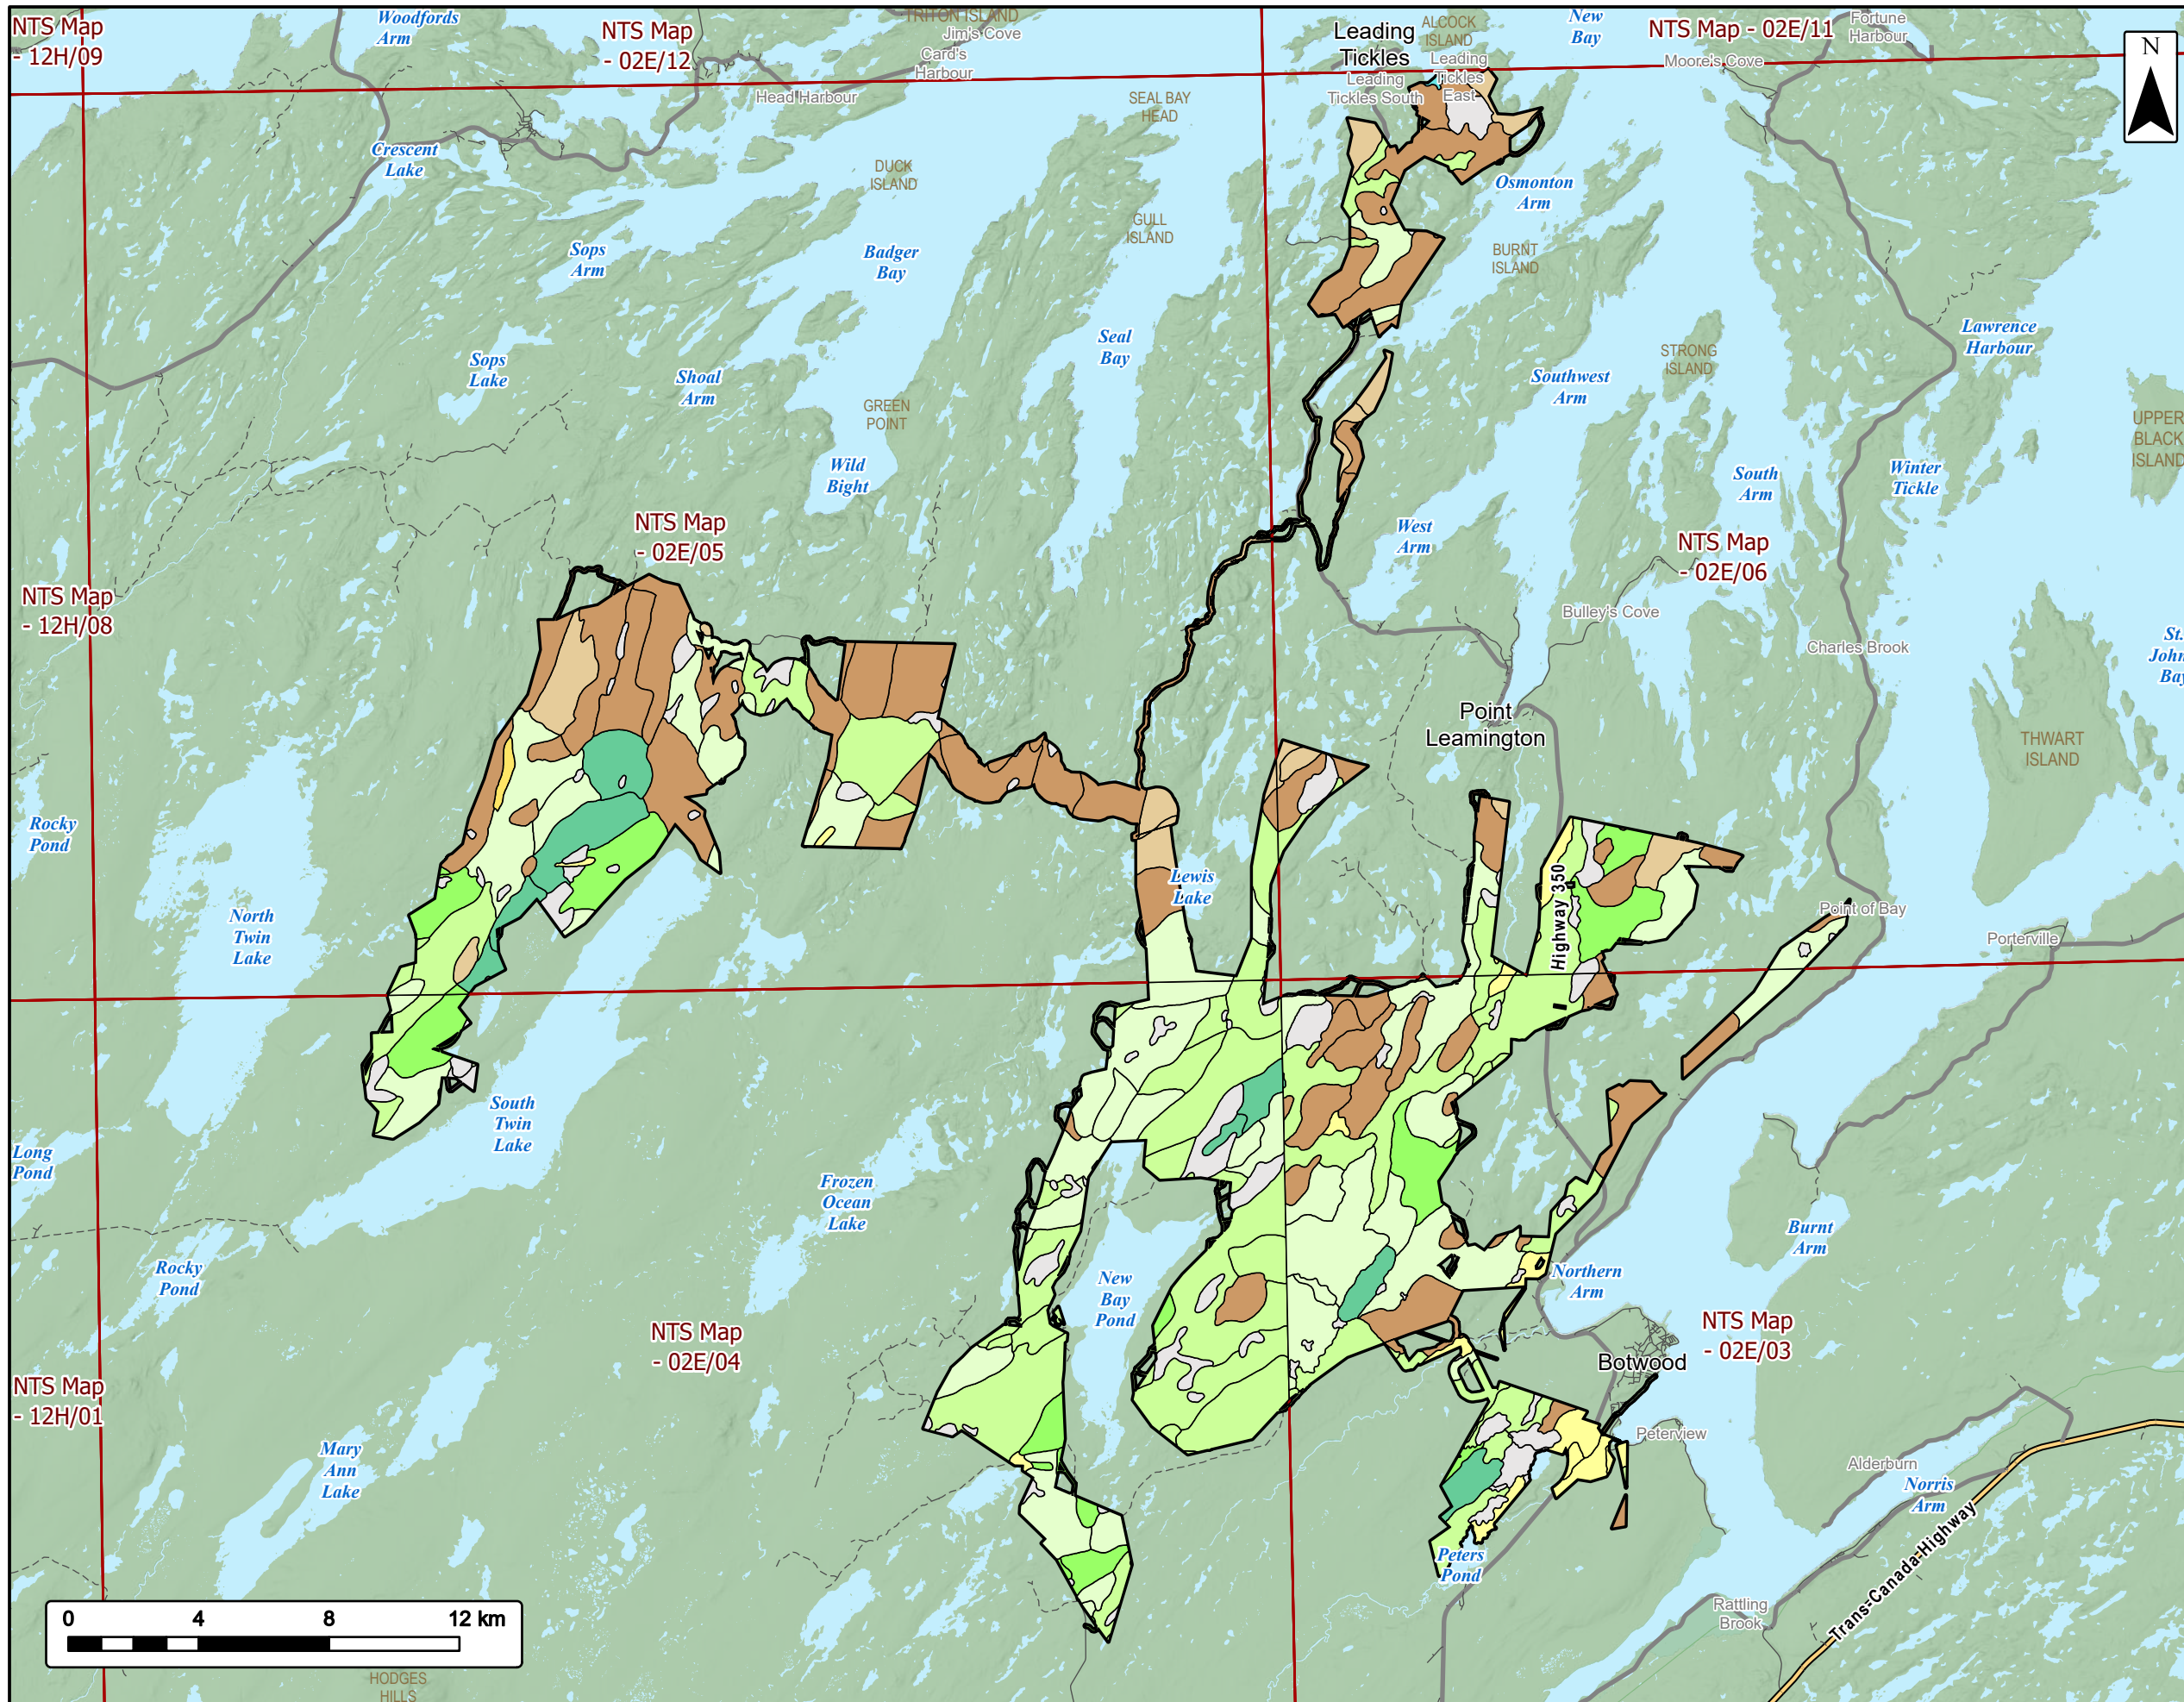 NTS Map
- 12H/09
Woodfords
Arm
NTS Map
- 02E/12
TRITON ISLAND
Jim's Cove
Card's
Harbour
Head Harbour
Leading
Tickles
ALCOCK
ISLAND
Leading
Tickles
East
Leading
Tickles South
New
Bay
NTS Map - 02E/11
Fortune
Harbour
Moore's Cove
N
SEAL BAY
HEAD
Crescent
Lake
DUCK
ISLAND
GULL
ISLAND
Osmonton
Arm
Sops
Arm
Badger
Bay
BURNT
ISLAND
Seal
Bay
Lawrence
Harbour
STRONG
ISLAND
Sops
Lake
Shoal
Arm
Southwest
Arm
GREEN
POINT
UPPER
BLACK
ISLAND
Wild
Bight
South
Arm
Winter
Tickle
NTS Map
- 02E/05
West
Arm
NTS Map
- 02E/06
NTS Map
- 12H/08
Bulley's Cove
Charles Brook
St.
John
Bay
Point
Leamington
THWART
ISLAND
Rocky
Pond
Lewis
Lake
Highway 350
North
Twin
Lake
Point of Bay
Porterville
South
Twin
Lake
Long
Pond
Frozen
Ocean
Lake
Burnt
Arm
Rocky
Pond
New
Bay
Pond
Northern
Arm
NTS Map
- 02E/04
NTS Map
- 02E/03
Botwood
NTS Map
- 12H/01
Peterview
Mary
Ann
Lake
Alderburn
Norris
Arm
Peters
Pond
Trans-Canada-Highway
Rattling
Brook
0 4 8 12 km
HODGES
HILLS